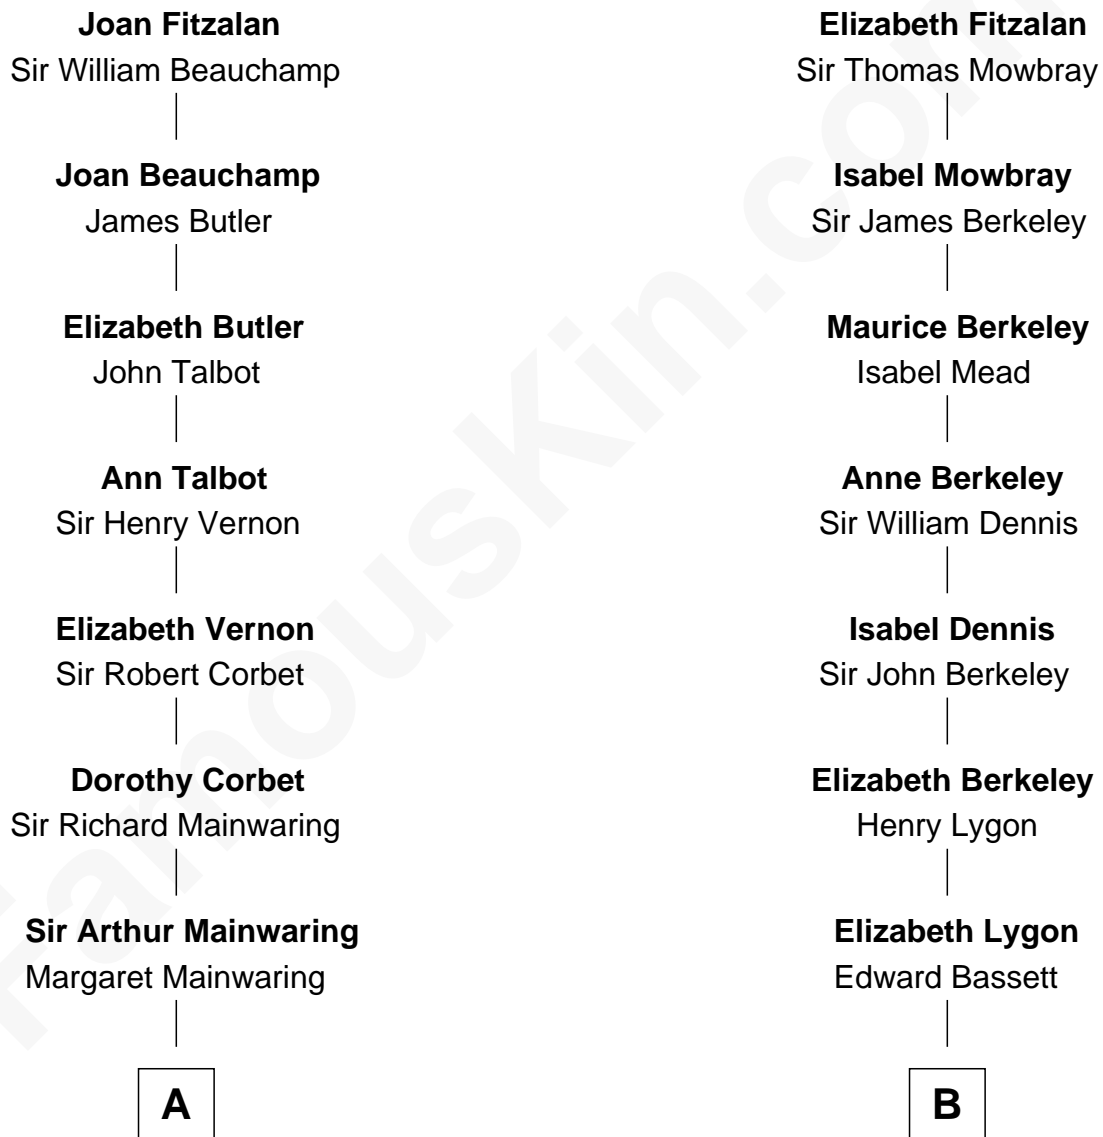 Joan Fitzalan
Sir William Beauchamp
Joan Beauchamp
James Butler
Elizabeth Butler
John Talbot
Ann Talbot
Sir Henry Vernon
Elizabeth Vernon
Sir Robert Corbet
Dorothy Corbet
Sir Richard Mainwaring
Sir Arthur Mainwaring
Margaret Mainwaring
A
Elizabeth Fitzalan
Sir Thomas Mowbray
Isabel Mowbray
Sir James Berkeley
Maurice Berkeley
Isabel Mead
Anne Berkeley
Sir William Dennis
Isabel Dennis
Sir John Berkeley
Elizabeth Berkeley
Henry Lygon
Elizabeth Lygon
Edward Bassett
B
FamousKin.com